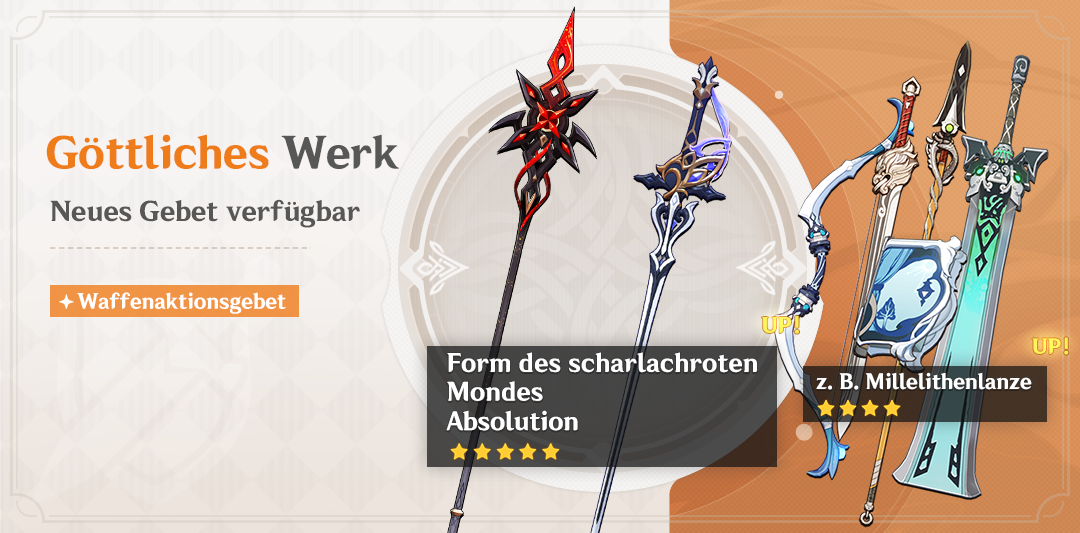 Göttliches Werk
Neues Gebet verfügbar
Waffenaktionsgebet
UP!
Form des scharlachroten
Mondes
Absolution
UP!
z. B. Millelithenlanze